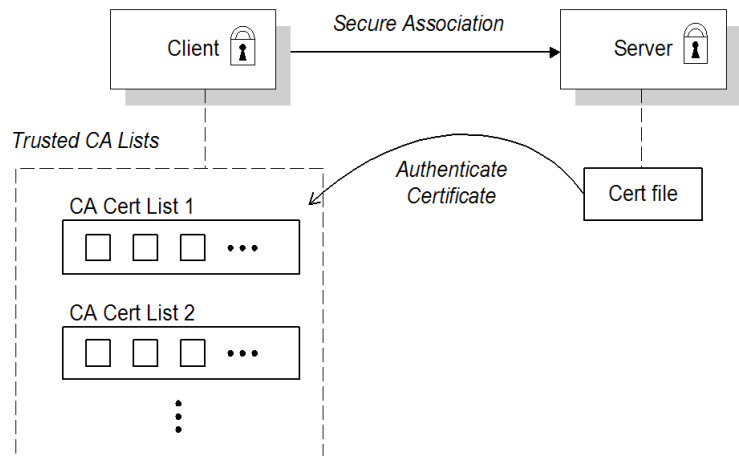 Secure Association
Client
Server
Trusted CA Lists
Authenticate
Certificate
Cert file
CA Cert List 1
CA Cert List 2